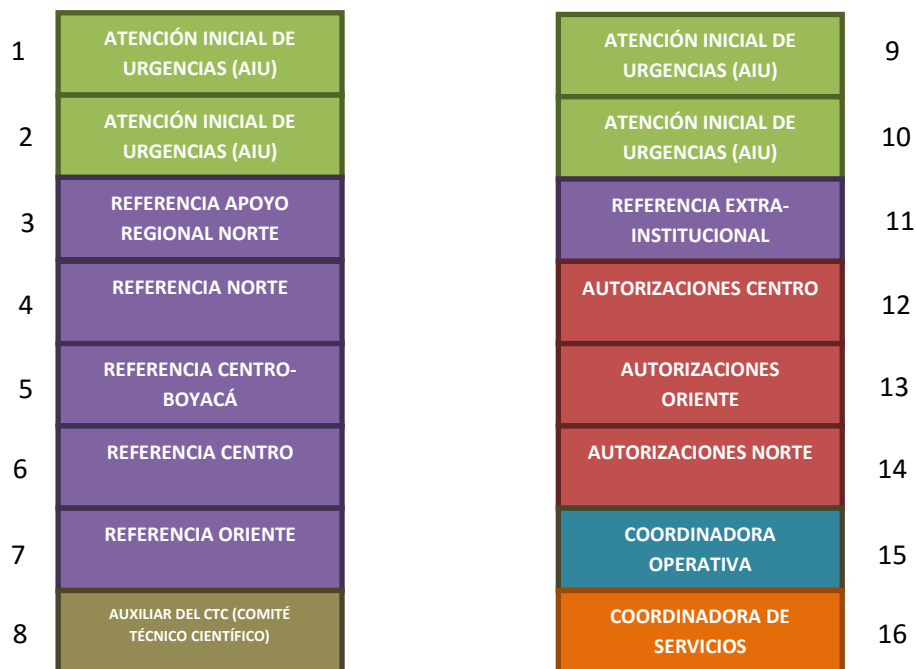 1
ATENCIÓN INICIAL DE
URGENCIAS (AIU)
2
ATENCIÓN INICIAL DE
URGENCIAS (AIU)
3
REFERENCIA APOYO
REGIONAL NORTE
4
REFERENCIA NORTE
5
REFERENCIA CENTRO-
BOYACÁ
6
REFERENCIA CENTRO
7
REFERENCIA ORIENTE
8
AUXILIAR DEL CTC (COMITÉ
TÉCNICO CIENTÍFICO)
ATENCIÓN INICIAL DE
URGENCIAS (AIU)
9
ATENCIÓN INICIAL DE
URGENCIAS (AIU)
10
REFERENCIA EXTRA-
INSTITUCIONAL
11
AUTORIZACIONES CENTRO
12
AUTORIZACIONES
ORIENTE
13
AUTORIZACIONES NORTE
14
COORDINADORA
OPERATIVA
15
COORDINADORA DE
SERVICIOS
16